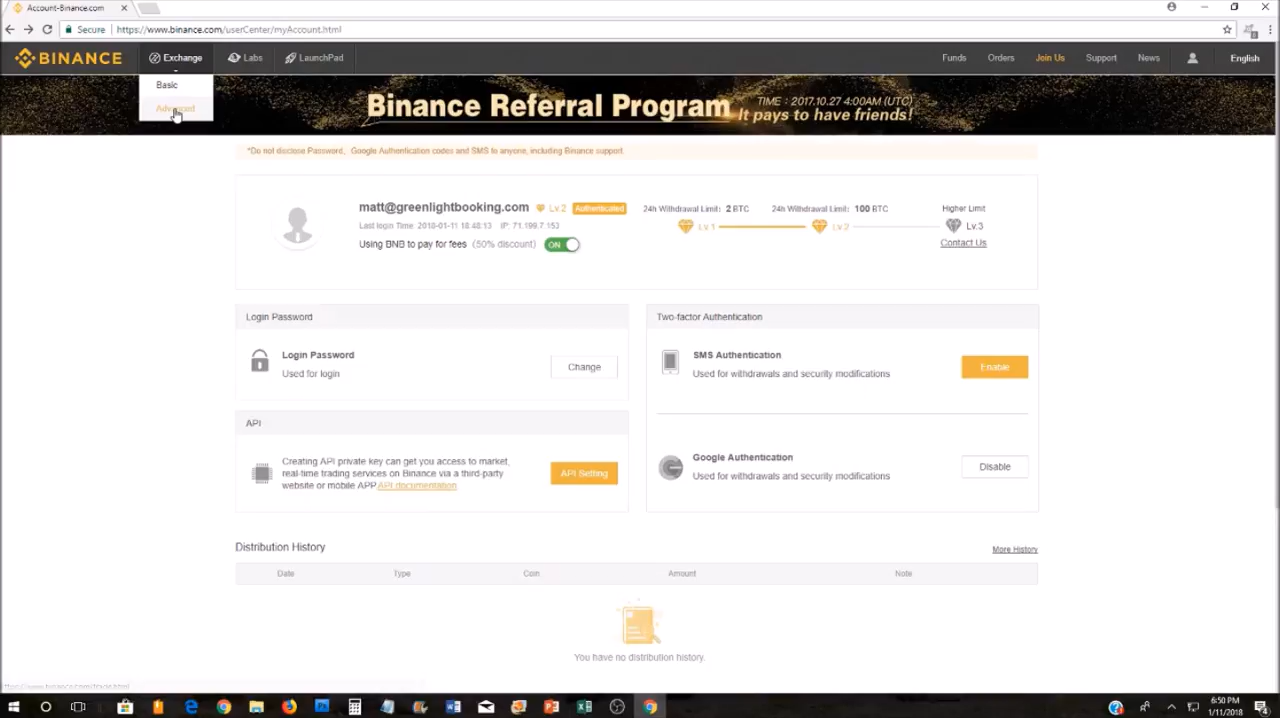 Account-Binance.com
Secure https://www.binance.com/userCenter/myAccount.html
BINANCE Exchange Labs LaunchPad Funds Orders Join Us Support News English
Basic
Advanced
Binance Referral Program TIME : 2017.10.27 4:00AM (UTC)
It pays to have friends!
*Do not disclose Password, Google Authentication codes and SMS to anyone, including Binance support.
matt@greenlightbooking.com Lv.2 Authenticated
Last login Time: 2018-01-11 18:48:13 IP: 71.199.7.153
Using BNB to pay for fees (50% discount) ON
24h Withdrawal Limit: 2 BTC 24h Withdrawal Limit: 100 BTC Higher Limit
Lv.1 Lv.2 Lv.3
Contact Us
Login Password
Login Password
Used for login
Change
Two-factor Authentication
SMS Authentication
Used for withdrawals and security modifications
Enable
API
Creating API private key can get you access to market,
real-time trading services on Binance via a third-party
website or mobile APP. API documentation.
API Setting
Google Authentication
Used for withdrawals and security modifications
Disable
Distribution History More History
Date Type Coin Amount Note
You have no distribution history.
https://www.binance.com/trade.html
6:50 PM
1/11/2018